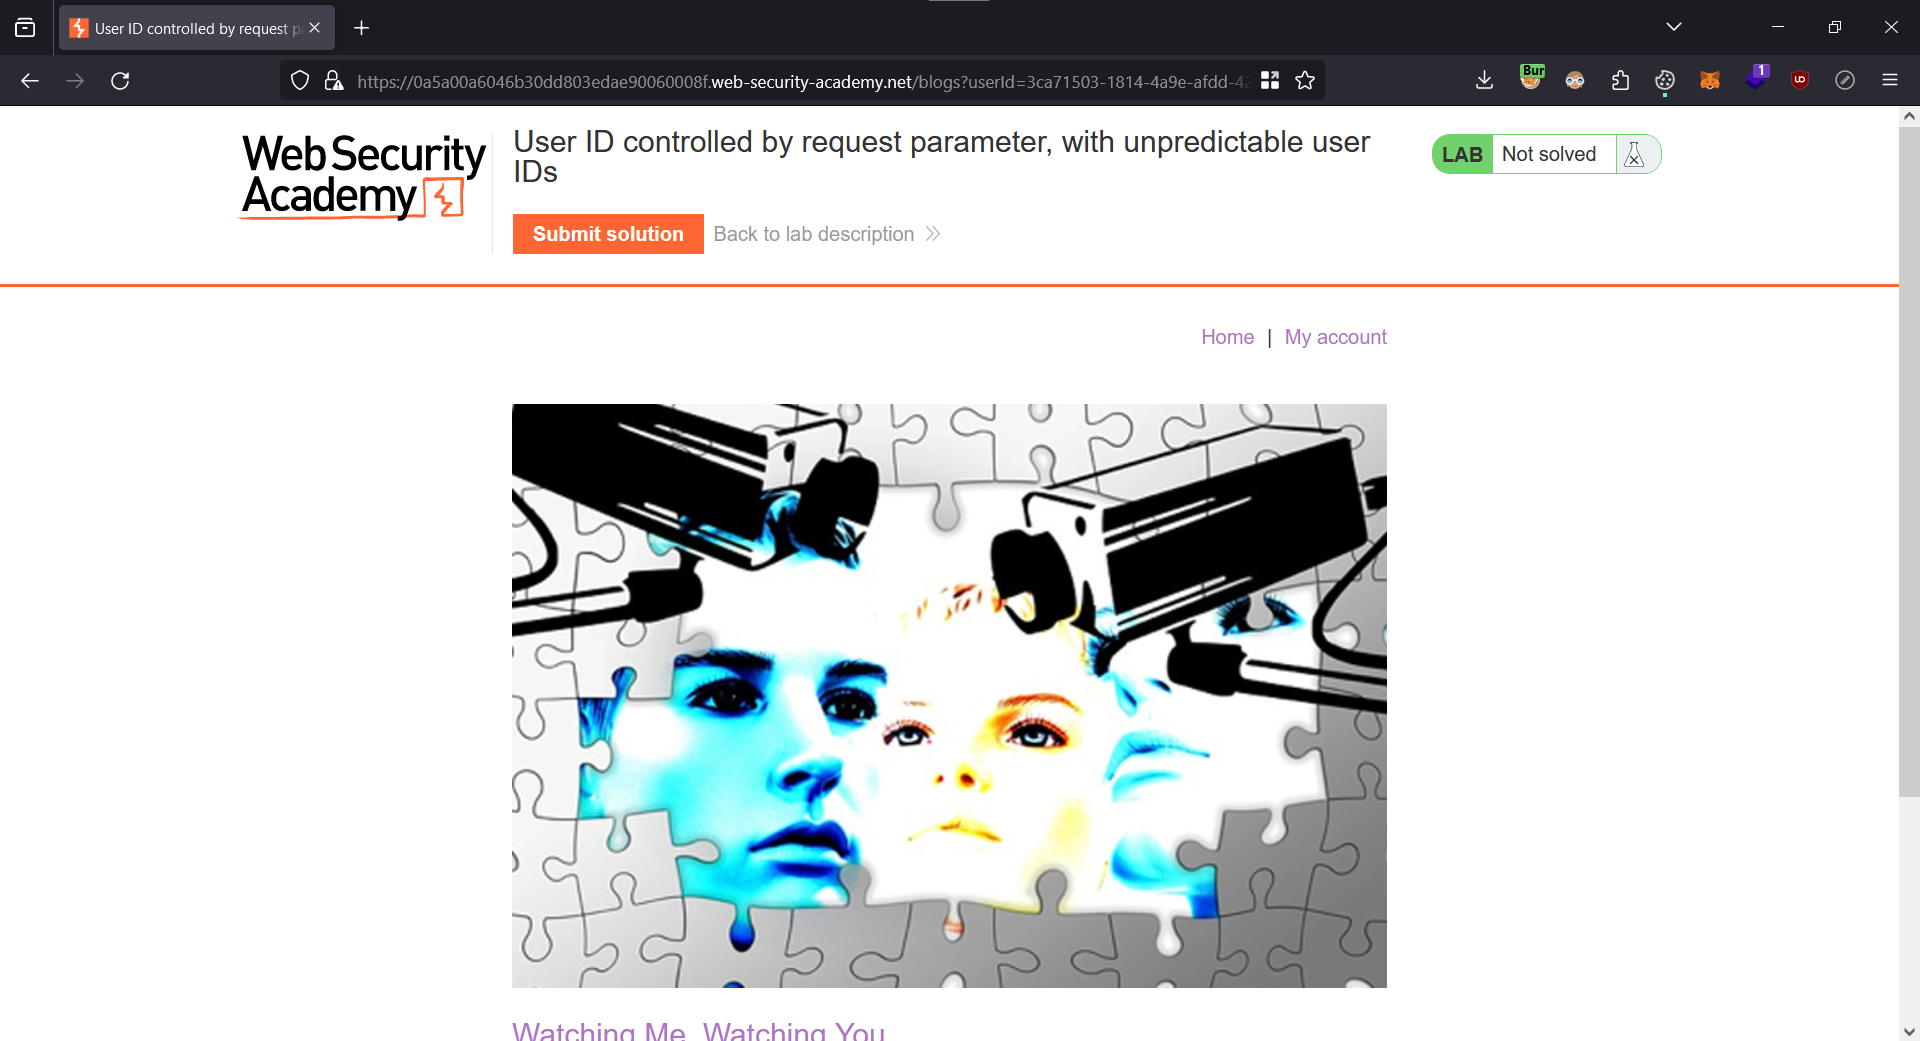 User ID controlled by request p
Bur
1
https://0a5a00a6046b30dd803edae90060008f.web-security-academy.net/blogs?userId=3ca71503-1814-4a9e-afdd-42
Web Security
Academy
User ID controlled by request parameter, with unpredictable user
IDs
LAB Not solved
Submit solution Back to lab description
Home | My account
Watching Me, Watching You